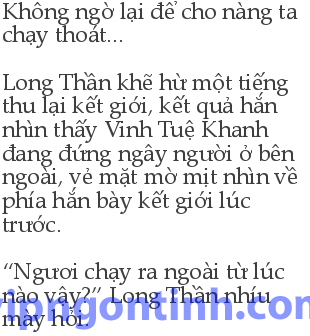 Không ngờ lại để cho nàng ta
chạy thoát...
Long Thần khẽ hừ một tiếng
thu lại kết giới, kết quả hắn
nhìn thấy Vinh Tuệ Khanh
đang đứng ngây người ở bên
ngoài, vẻ mặt mờ mịt nhìn về
phía hắn bày kết giới lúc
trước.
“Ngươi chạy ra ngoài từ lúc
nào vậy?” Long Thần nhíu
mày hỏi.
vipngontinh.com